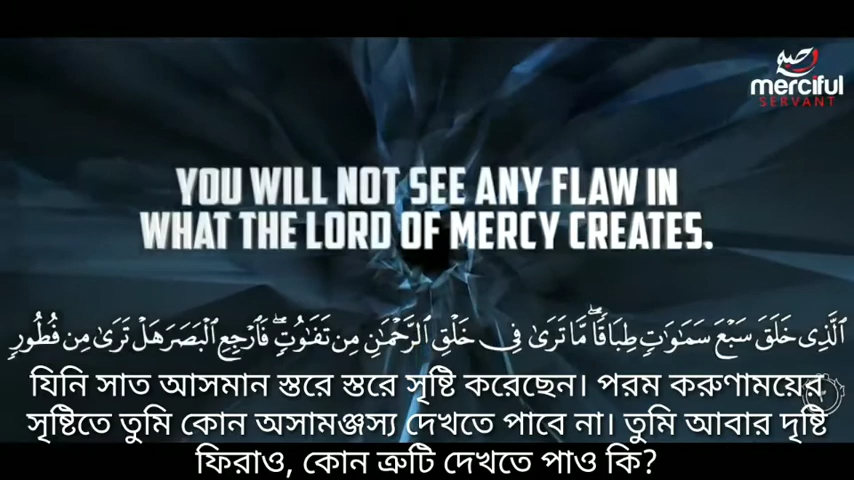 رحيم
merciful
SERVANT
YOU WILL NOT SEE ANY FLAW IN
WHAT THE LORD OF MERCY CREATES.
ٱلَّذِى خَلَقَ سَبْعَ سَمَٰوَٰتٍ طِبَاقًا ۖ مَّا تَرَىٰ فِى خَلْقِ ٱلرَّحْمَٰنِ مِن تَفَٰوُتٍ ۖ فَٱرْجِعِ ٱلْبَصَرَ هَلْ تَرَىٰ مِن فُطُورٍ
যিনি সাত আসমান স্তরে স্তরে সৃষ্টি করেছেন। পরম করুণাময়ের
সৃষ্টিতে তুমি কোন অসামঞ্জস্য দেখতে পাবে না। তুমি আবার দৃষ্টি
ফিরাও, কোন ত্রুটি দেখতে পাও কি?